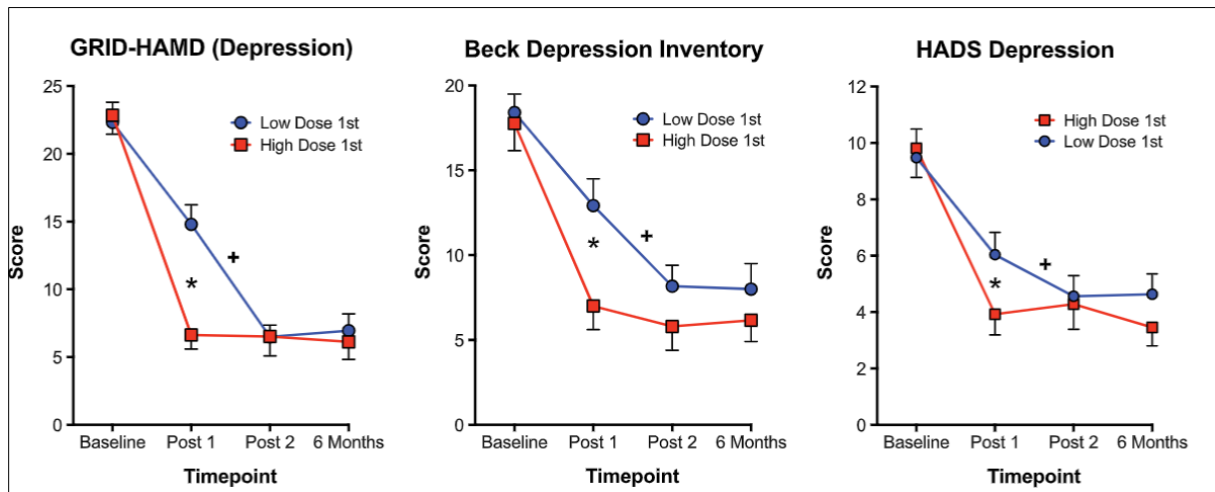 GRID-HAMD (Depression)
25
20
15
10
5
0
Score
Low Dose 1st
High Dose 1st
+
*
Baseline Post 1 Post 2 6 Months
Timepoint
Beck Depression Inventory
20
15
10
5
0
Score
Low Dose 1st
High Dose 1st
+
*
Baseline Post 1 Post 2 6 Months
Timepoint
HADS Depression
12
10
8
6
4
2
0
Score
High Dose 1st
Low Dose 1st
+
*
Baseline Post 1 Post 2 6 Months
Timepoint